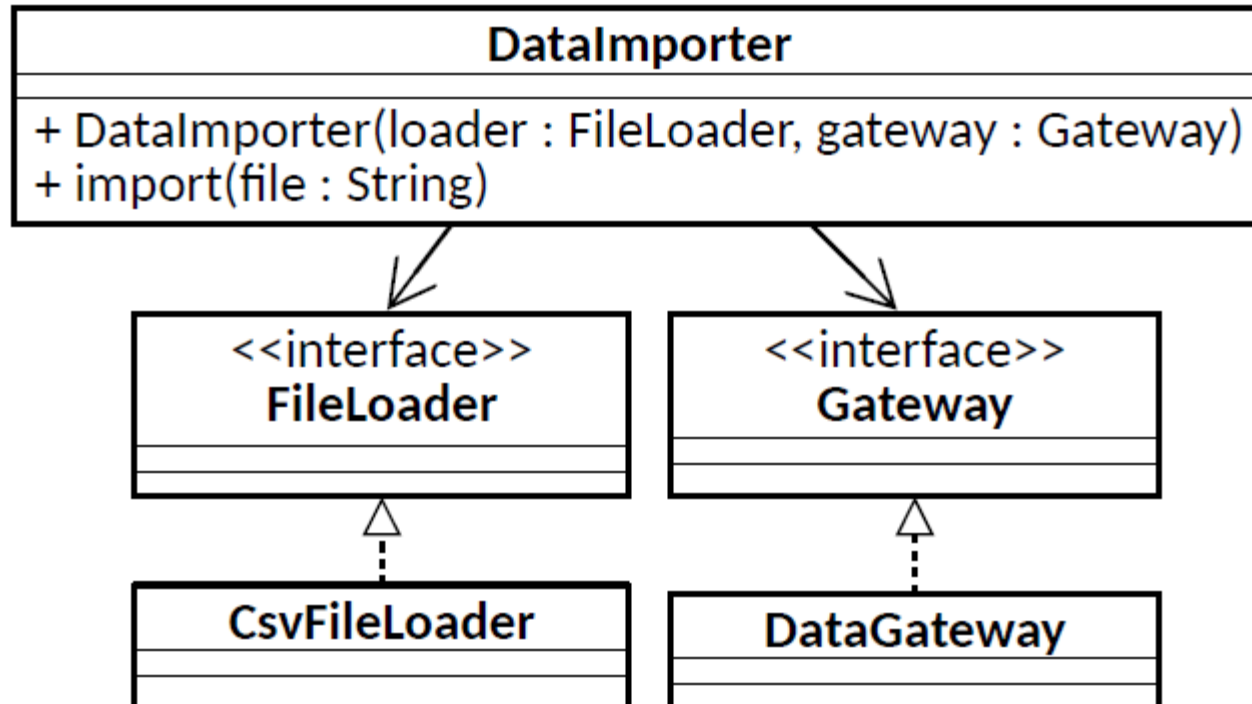 DataImporter
+ DataImporter(loader : FileLoader, gateway : Gateway)
+ import(file : String)
<<interface>>
FileLoader
<<interface>>
Gateway
CsvFileLoader
DataGateway